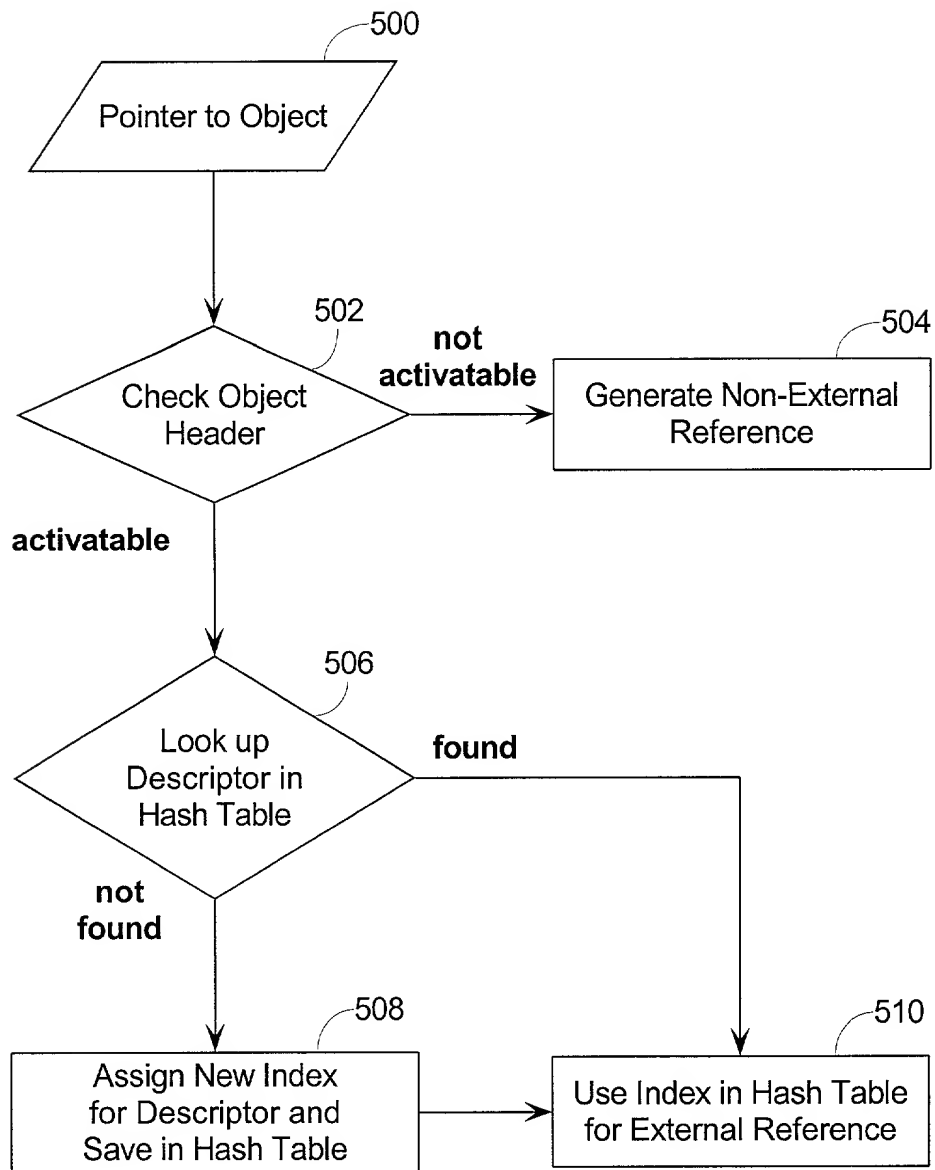 500
Pointer to Object
502
Check Object
Header
not
activatable
504
Generate Non-External
Reference
activatable
506
Look up
Descriptor in
Hash Table
found
not
found
508
Assign New Index
for Descriptor and
Save in Hash Table
510
Use Index in Hash Table
for External Reference